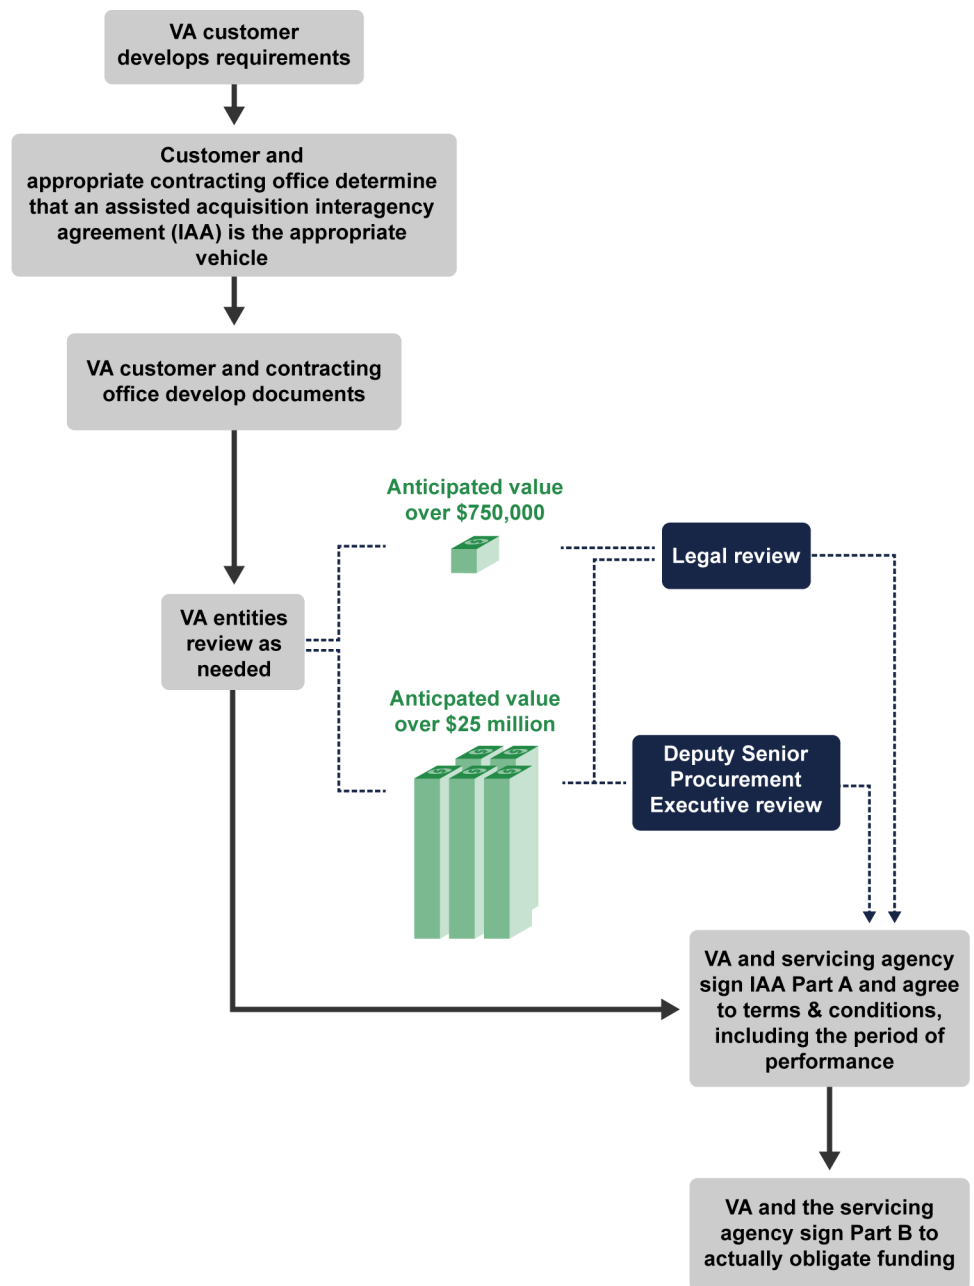 VA customer
develops requirements
Customer and
appropriate contracting office determine
that an assisted acquisition interagency
agreement (IAA) is the appropriate
vehicle
VA customer and contracting
office develop documents
Anticipated value
over $750,000
$
Legal review
VA entities
review as
needed
Anticpated value
over $25 million
$ $
$ $ $
Deputy Senior
Procurement
Executive review
VA and servicing agency
sign IAA Part A and agree
to terms & conditions,
including the period of
performance
VA and the servicing
agency sign Part B to
actually obligate funding